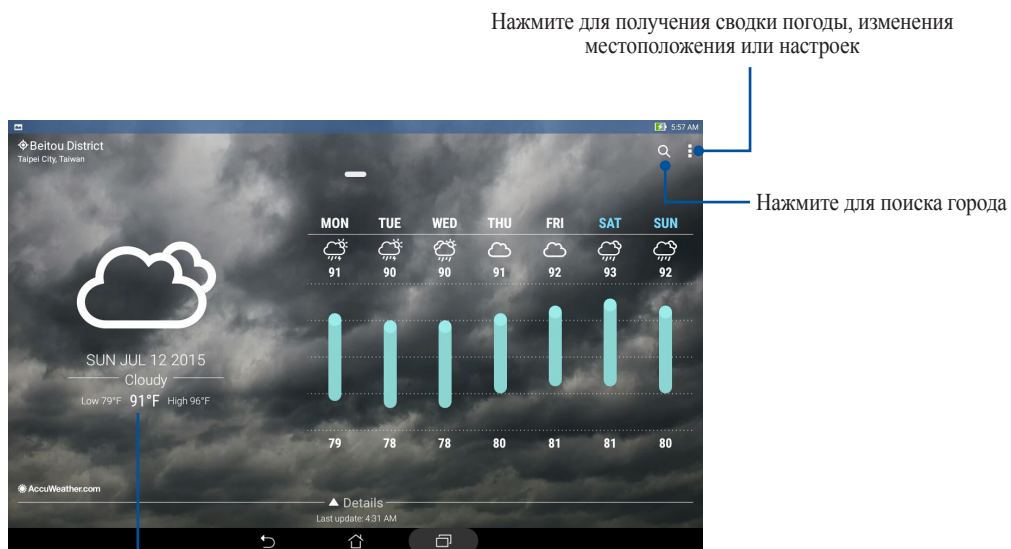 Нажмите для получения сводки погоды, изменения
местоположения или настроек
5:57 AM
Beitou District
Taipei City, Taiwan
Нажмите для поиска города
MON TUE WED THU FRI SAT SUN
91 90 90 91 92 93 92
SUN JUL 12 2015
Cloudy
Low 79°F 91°F High 96°F
79 78 78 80 81 81 80
AccuWeather.com
Details
Last update: 4:31 AM